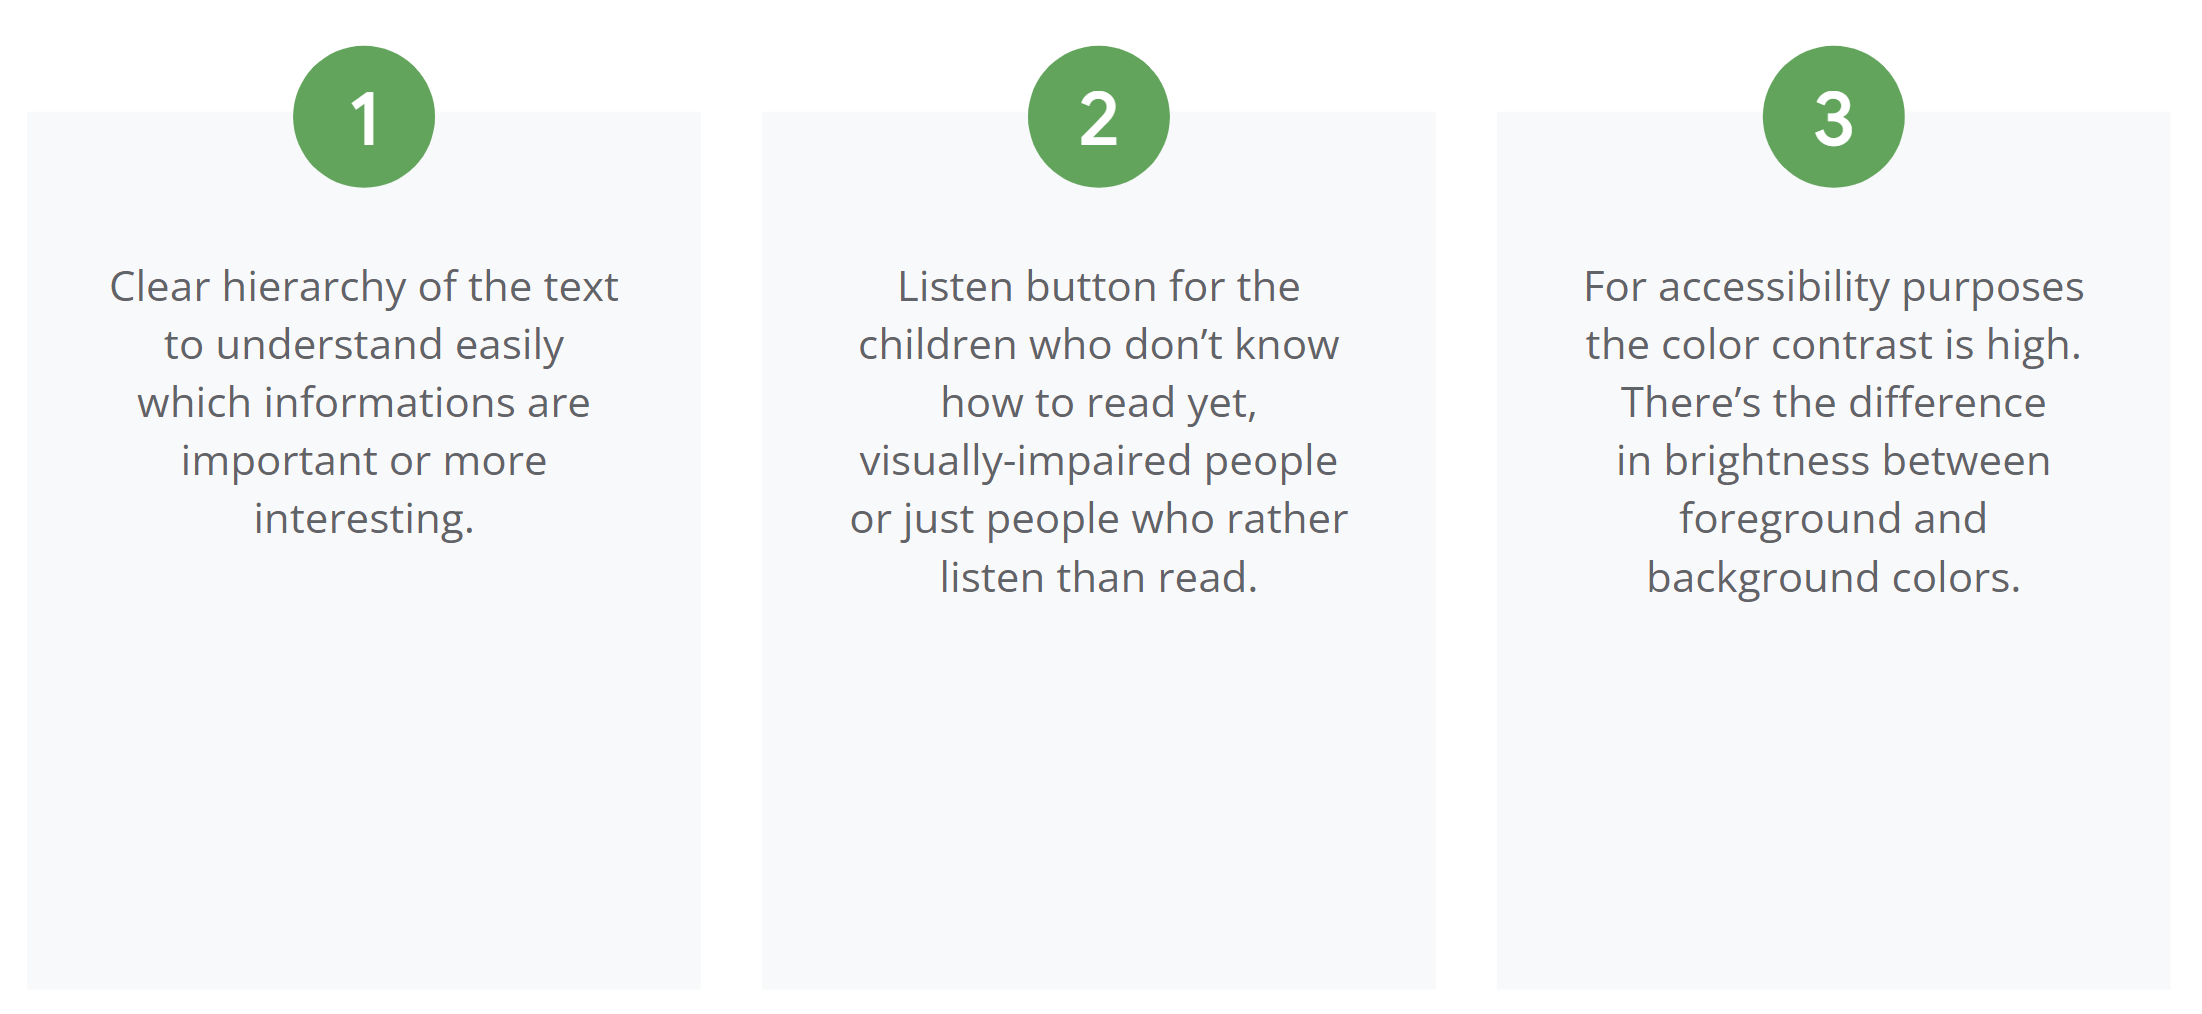 1
Clear hierarchy of the text
to understand easily
which informations are
important or more
interesting.
2
Listen button for the
children who don’t know
how to read yet,
visually-impaired people
or just people who rather
listen than read.
3
For accessibility purposes
the color contrast is high.
There’s the difference
in brightness between
foreground and
background colors.